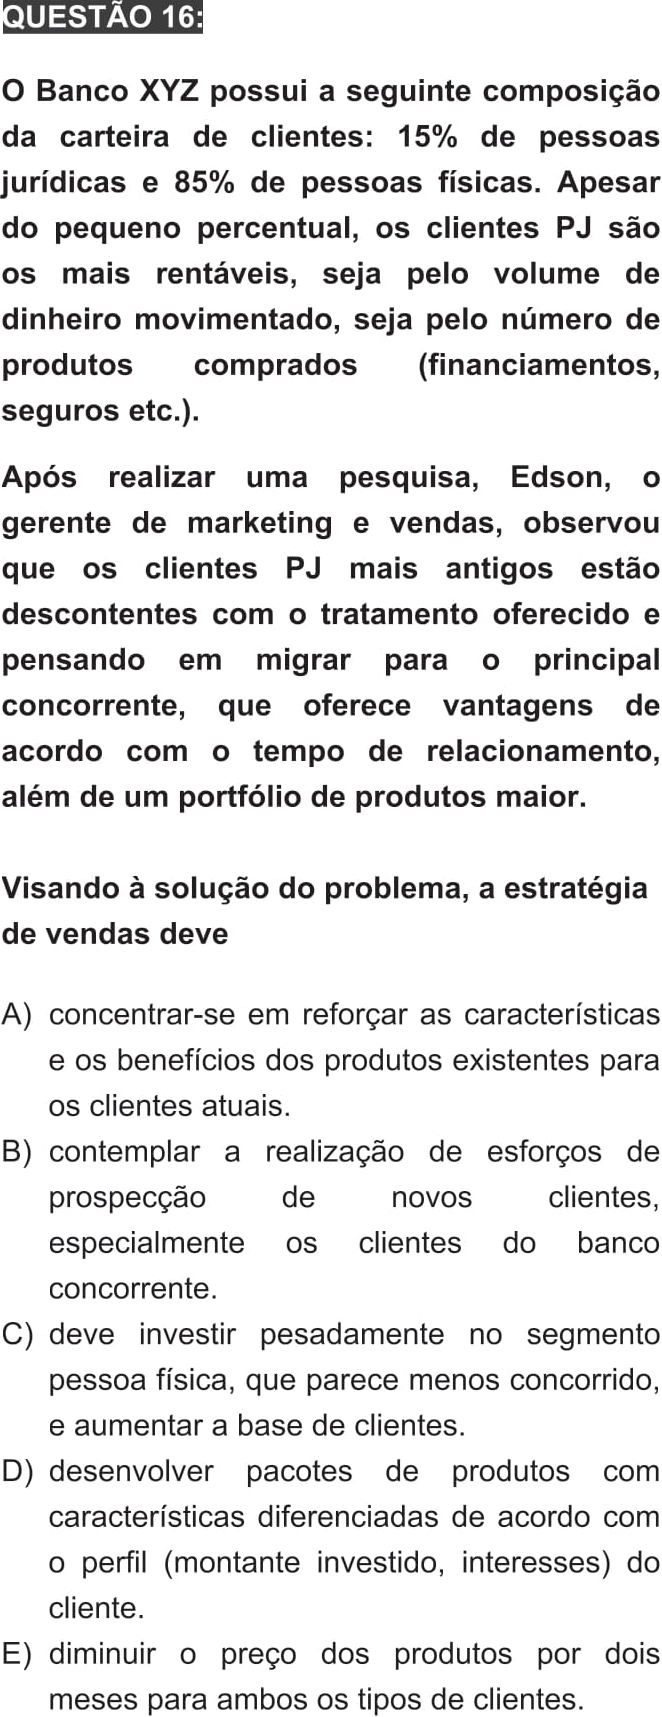 QUESTÃO 16:
O Banco XYZ possui a seguinte composição
da carteira de clientes: 15% de pessoas
jurídicas e 85% de pessoas físicas. Apesar
do pequeno percentual, os clientes PJ são
os mais rentáveis, seja pelo volume de
dinheiro movimentado, seja pelo número de
produtos comprados (financiamentos,
seguros etc.).
Após realizar uma pesquisa, Edson, o
gerente de marketing e vendas, observou
que os clientes PJ mais antigos estão
descontentes com o tratamento oferecido e
pensando em migrar para o principal
concorrente, que oferece vantagens de
acordo com o tempo de relacionamento,
além de um portfólio de produtos maior.
Visando à solução do problema, a estratégia
de vendas deve
A) concentrar-se em reforçar as características
e os benefícios dos produtos existentes para
os clientes atuais.
B) contemplar a realização de esforços de
prospecção de novos clientes,
especialmente os clientes do banco
concorrente.
C) deve investir pesadamente no segmento
pessoa física, que parece menos concorrido,
e aumentar a base de clientes.
D) desenvolver pacotes de produtos com
características diferenciadas de acordo com
o perfil (montante investido, interesses) do
cliente.
E) diminuir o preço dos produtos por dois
meses para ambos os tipos de clientes.